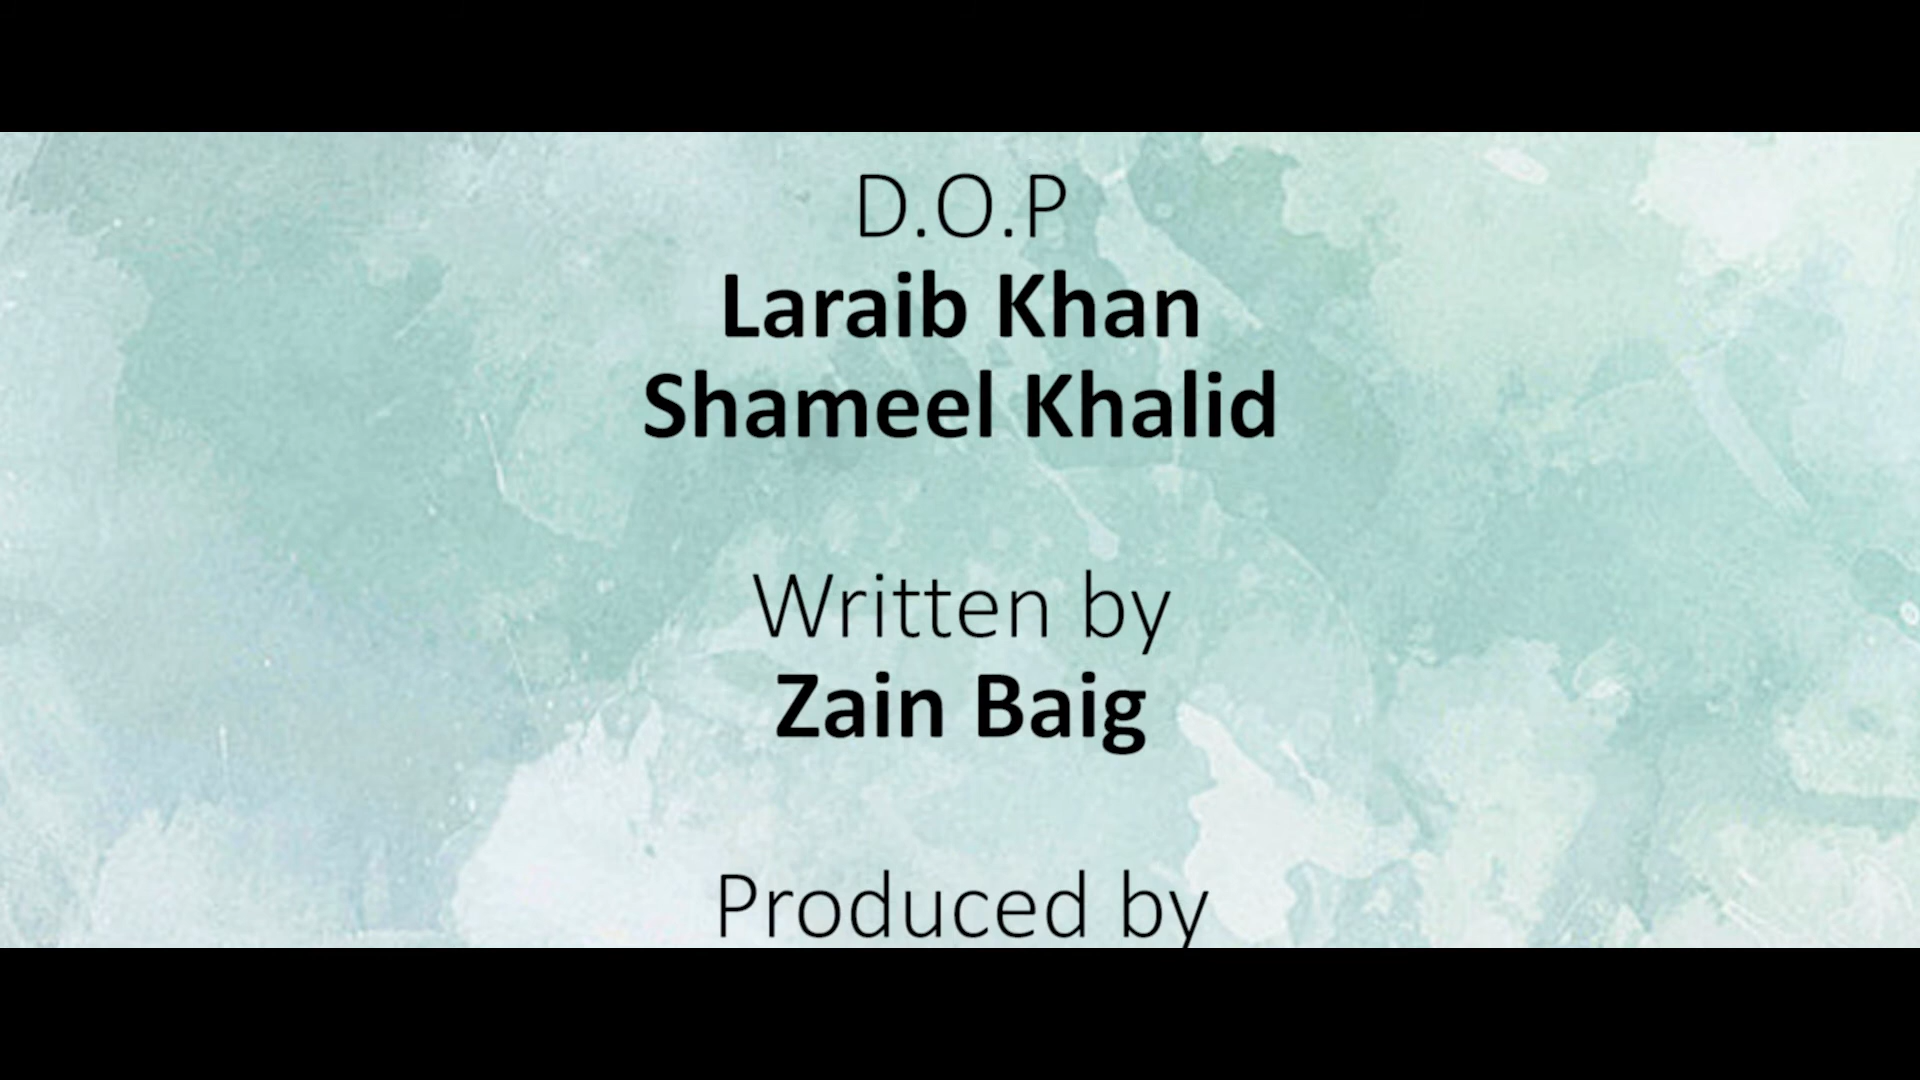 D.O.P
Laraib Khan
Shameel Khalid
Written by
Zain Baig
Produced by